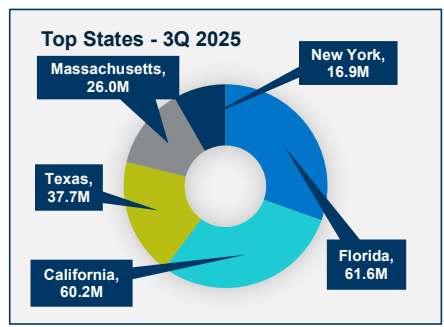 Top States - 3Q 2025
New York,
16.9M
Massachusetts,
26.0M
Texas,
37.7M
Florida,
61.6M
California,
60.2M